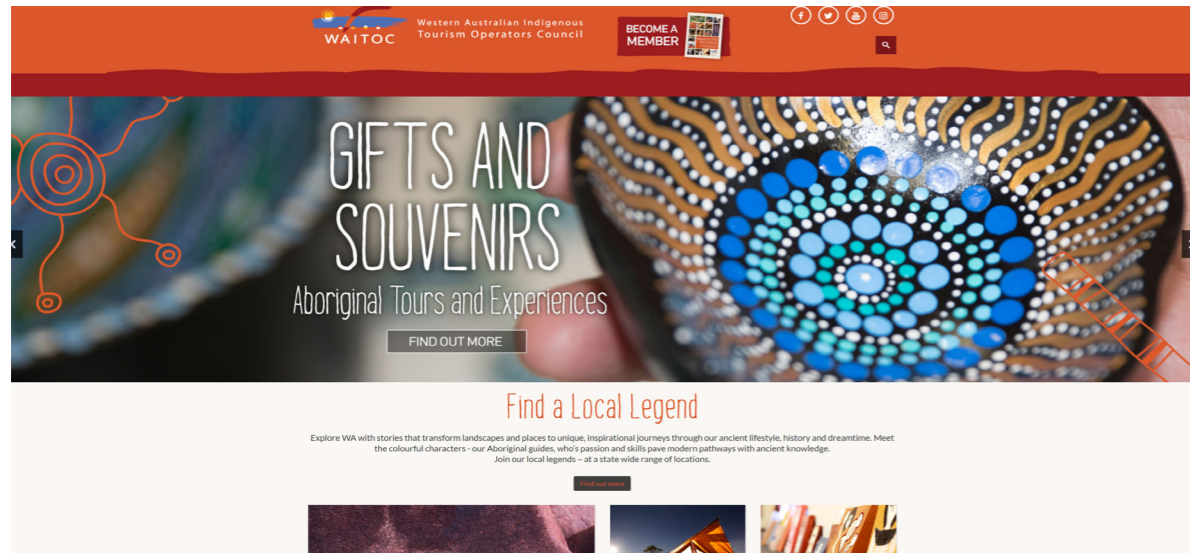 WAITOC
Western Australian Indigenous
Tourism Operators Council
BECOME A
MEMBER
GIFTS AND
SOUVENIRS
Aboriginal Tours and Experiences
FIND OUT MORE
Find a Local Legend
Explore WA with stories that transform landscapes and places to unique, inspirational journeys through our ancient lifestyle, history and dreamtime. Meet
the colourful characters - our Aboriginal guides, who's passion and skills pave modern pathways with ancient knowledge.
Join our local legends – at a state wide range of locations.
Find out more